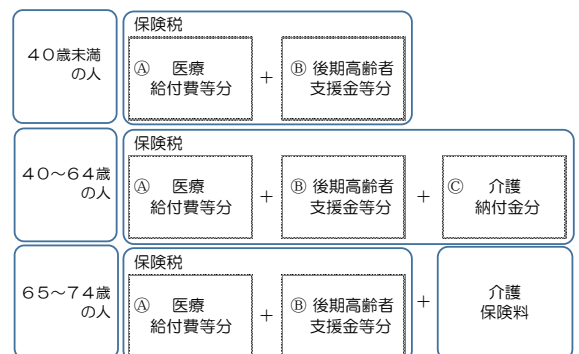 保険税
40歳未満
の人
Ⓐ 医療
給付費等分
+
Ⓑ 後期高齢者
支援金等分
保険税
40～64歳
の人
Ⓐ 医療
給付費等分
+
Ⓑ 後期高齢者
支援金等分
+
Ⓒ 介護
納付金分
保険税
65～74歳
の人
Ⓐ 医療
給付費等分
+
Ⓑ 後期高齢者
支援金等分
+
介護
保険料